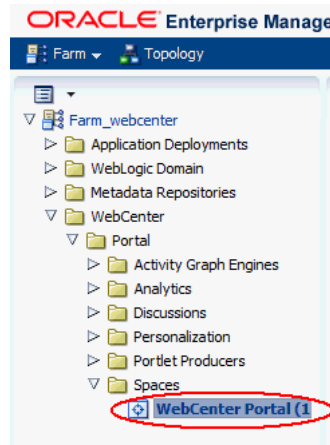 ORACLE Enterprise Manage
Farm Topology
Farm_webcenter
Application Deployments
WebLogic Domain
Metadata Repositories
WebCenter
Portal
Activity Graph Engines
Analytics
Discussions
Personalization
Portlet Producers
Spaces
WebCenter Portal (1